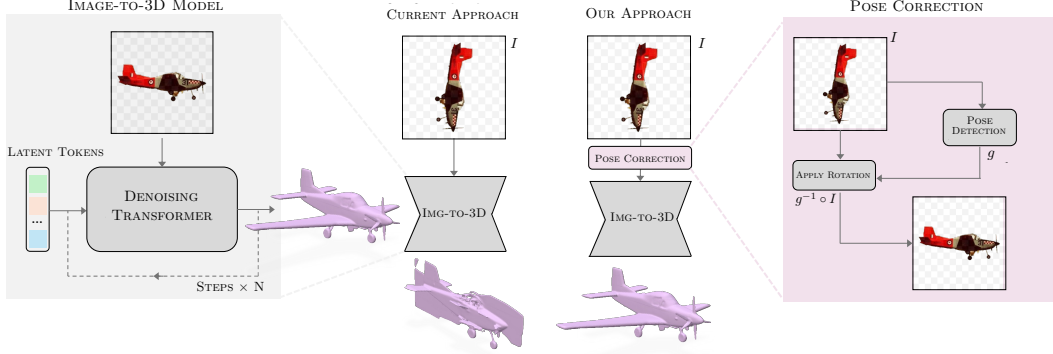 IMAGE-TO-3D MODEL
LATENT TOKENS
...
DENOISING
TRANSFORMER
STEPS × N
CURRENT APPROACH
I
IMG-TO-3D
OUR APPROACH
I
POSE CORRECTION
IMG-TO-3D
POSE CORRECTION
I
POSE
DETECTION
g
APPLY ROTATION
g⁻¹ ∘ I